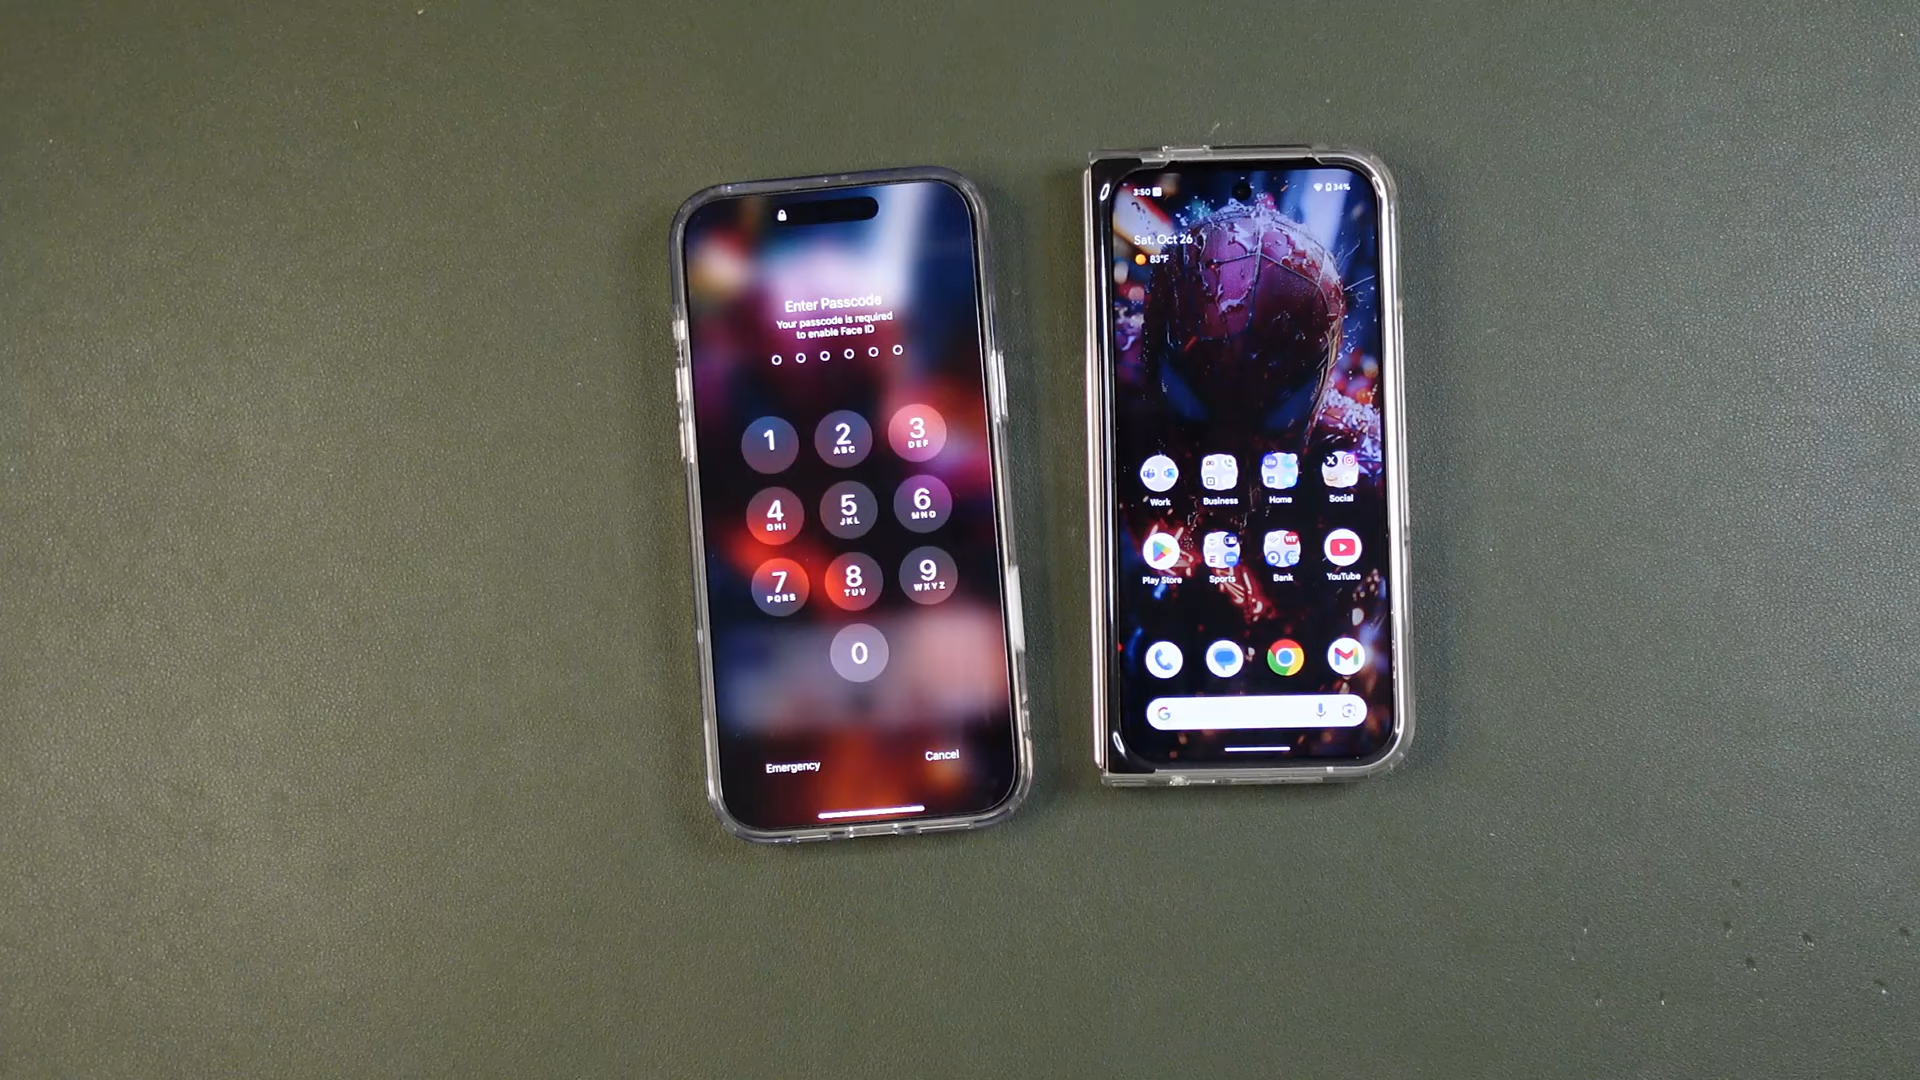 Enter Passcode
Your passcode is required
to enable Face ID
1
2
ABC
3
DEF
4
GHI
5
JKL
6
MNO
7
PQRS
8
TUV
9
WXYZ
0
Emergency
Cancel
3:50
34%
Sat, Oct 26
83°F
Work
Business
Home
Social
Play Store
Sports
Bank
YouTube